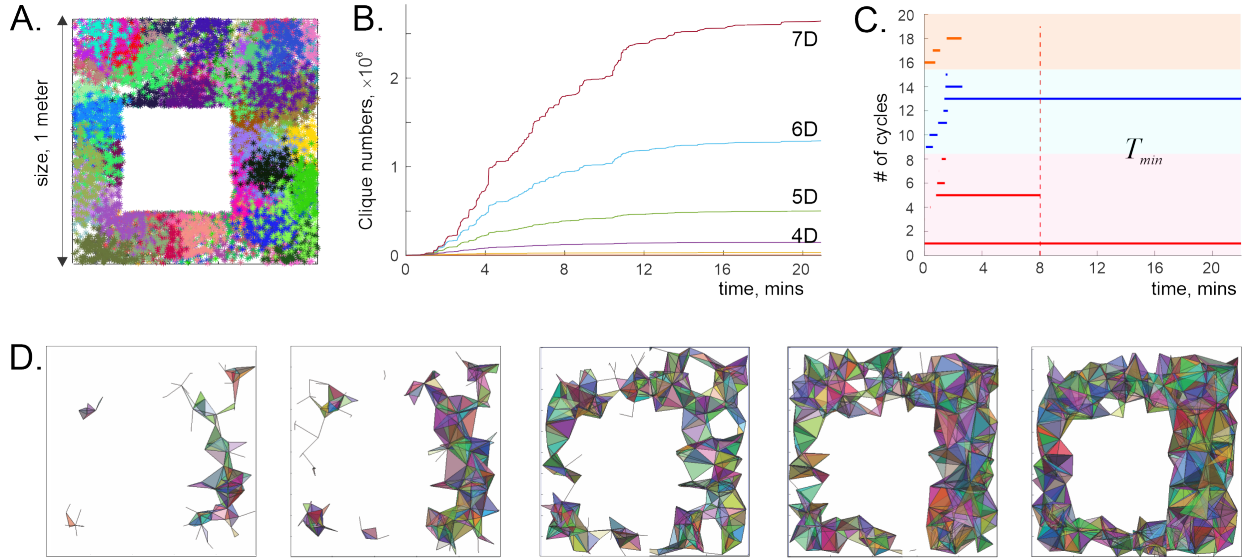 A.
size, 1 meter
B.
Clique numbers, ×10⁶
2
1
0
0 4 8 12 16 20
time, mins
7D
6D
5D
4D
C.
# of cycles
20
18
16
14
12
10
8
6
4
2
0
0 4 8 12 16 20
time, mins
Tmin
D.